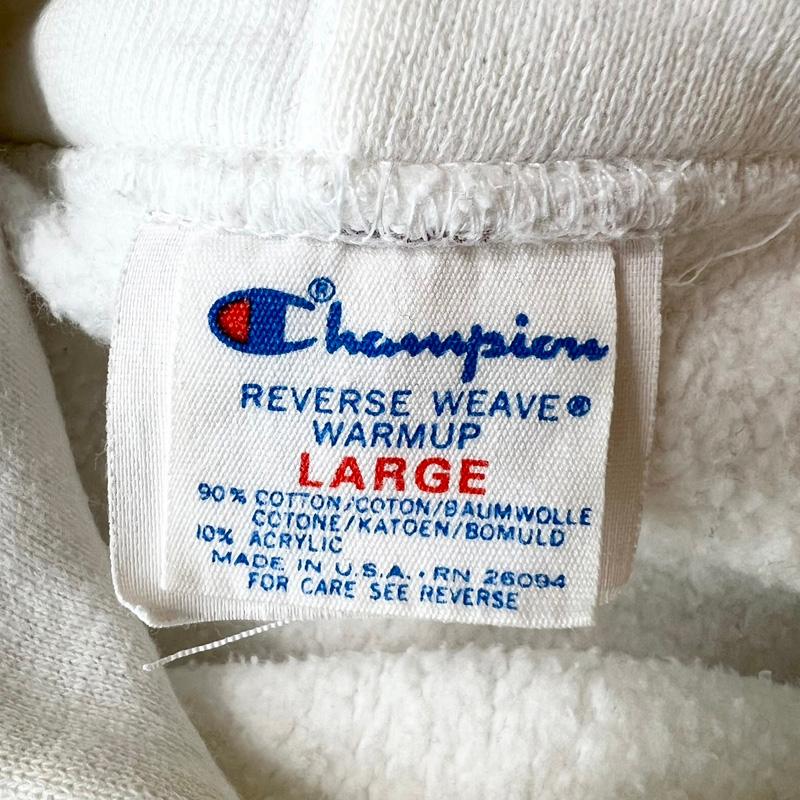 Champion®
REVERSE WEAVE®
WARMUP
LARGE
90% COTTON/COTON/BAUMWOLLE
COTONE/KATOEN/BOMULD
10% ACRYLIC
MADE IN U.S.A. • RN 26094
FOR CARE SEE REVERSE